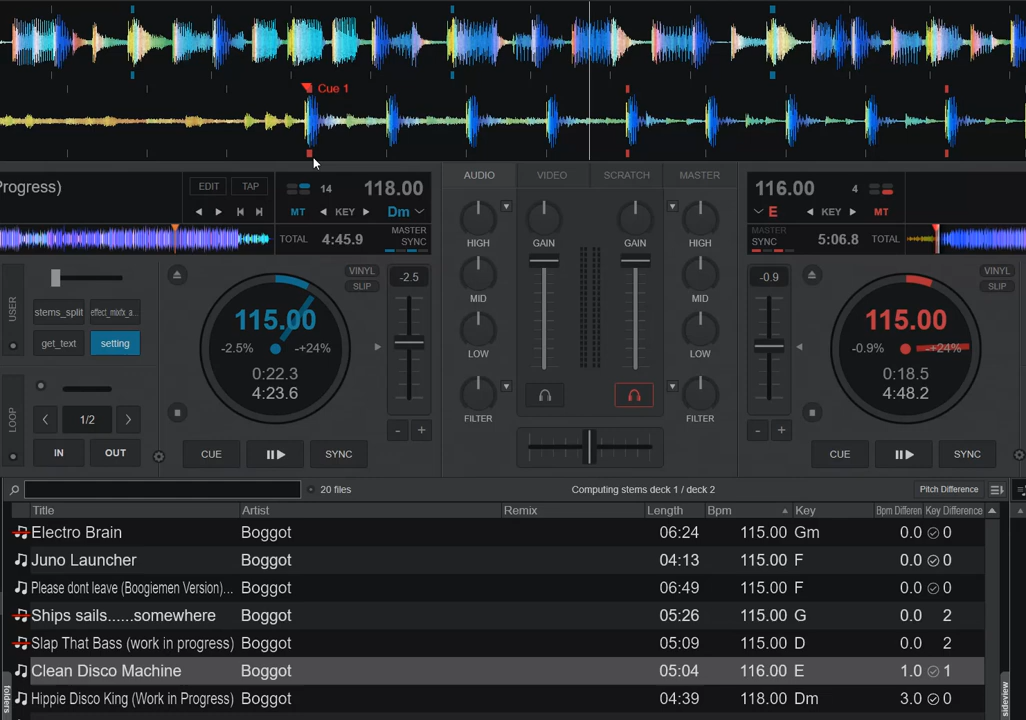 Cue 1
Progress)
EDIT TAP
14 118.00
MT KEY Dm
TOTAL 4:45.9 MASTER SYNC
AUDIO VIDEO SCRATCH MASTER
HIGH GAIN GAIN HIGH
MID MID
LOW LOW
FILTER FILTER
116.00 4
E KEY MT
MASTER SYNC 5:06.8 TOTAL
USER
stems_split effect_mixfx_a...
get_text setting
LOOP
1/2
IN OUT
VINYL
SLIP
115.00
-2.5% -+24%
0:22.3
4:23.6
CUE SYNC
-2.5
- +
-0.9
- +
VINYL
SLIP
115.00
-0.9% -+24%
0:18.5
4:48.2
CUE SYNC
20 files Computing stems deck 1 / deck 2 Pitch Difference
Title Artist Remix Length Bpm Key Bpm Differen Key Difference
Electro Brain Boggot 06:24 115.00 Gm 0.0 0
Juno Launcher Boggot 04:13 115.00 F 0.0 0
Please dont leave (Boogiemen Version)... Boggot 06:49 115.00 F 0.0 0
Ships sails......somewhere Boggot 05:26 115.00 G 0.0 2
Slap That Bass (work in progress) Boggot 05:09 115.00 D 0.0 2
Clean Disco Machine Boggot 05:04 116.00 E 1.0 1
Hippie Disco King (Work in Progress) Boggot 04:39 118.00 Dm 3.0 0
folders
sideview